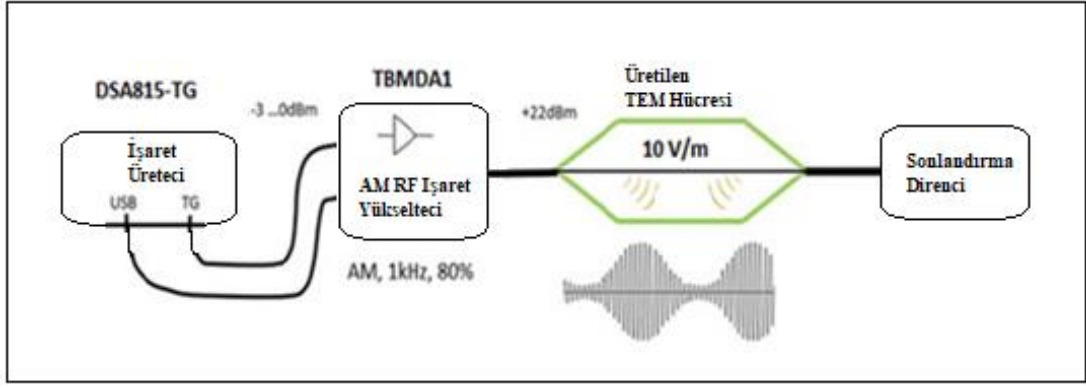 DSA815-TG
İşaret
Üreteci
USB TG
-3 ...0dBm
TBMDA1
AM RF Işaret
Yükselteci
AM, 1kHz, 80%
+22dBm
Üretilen
TEM Hücresi
10 V/m
Sonlandırma
Direnci